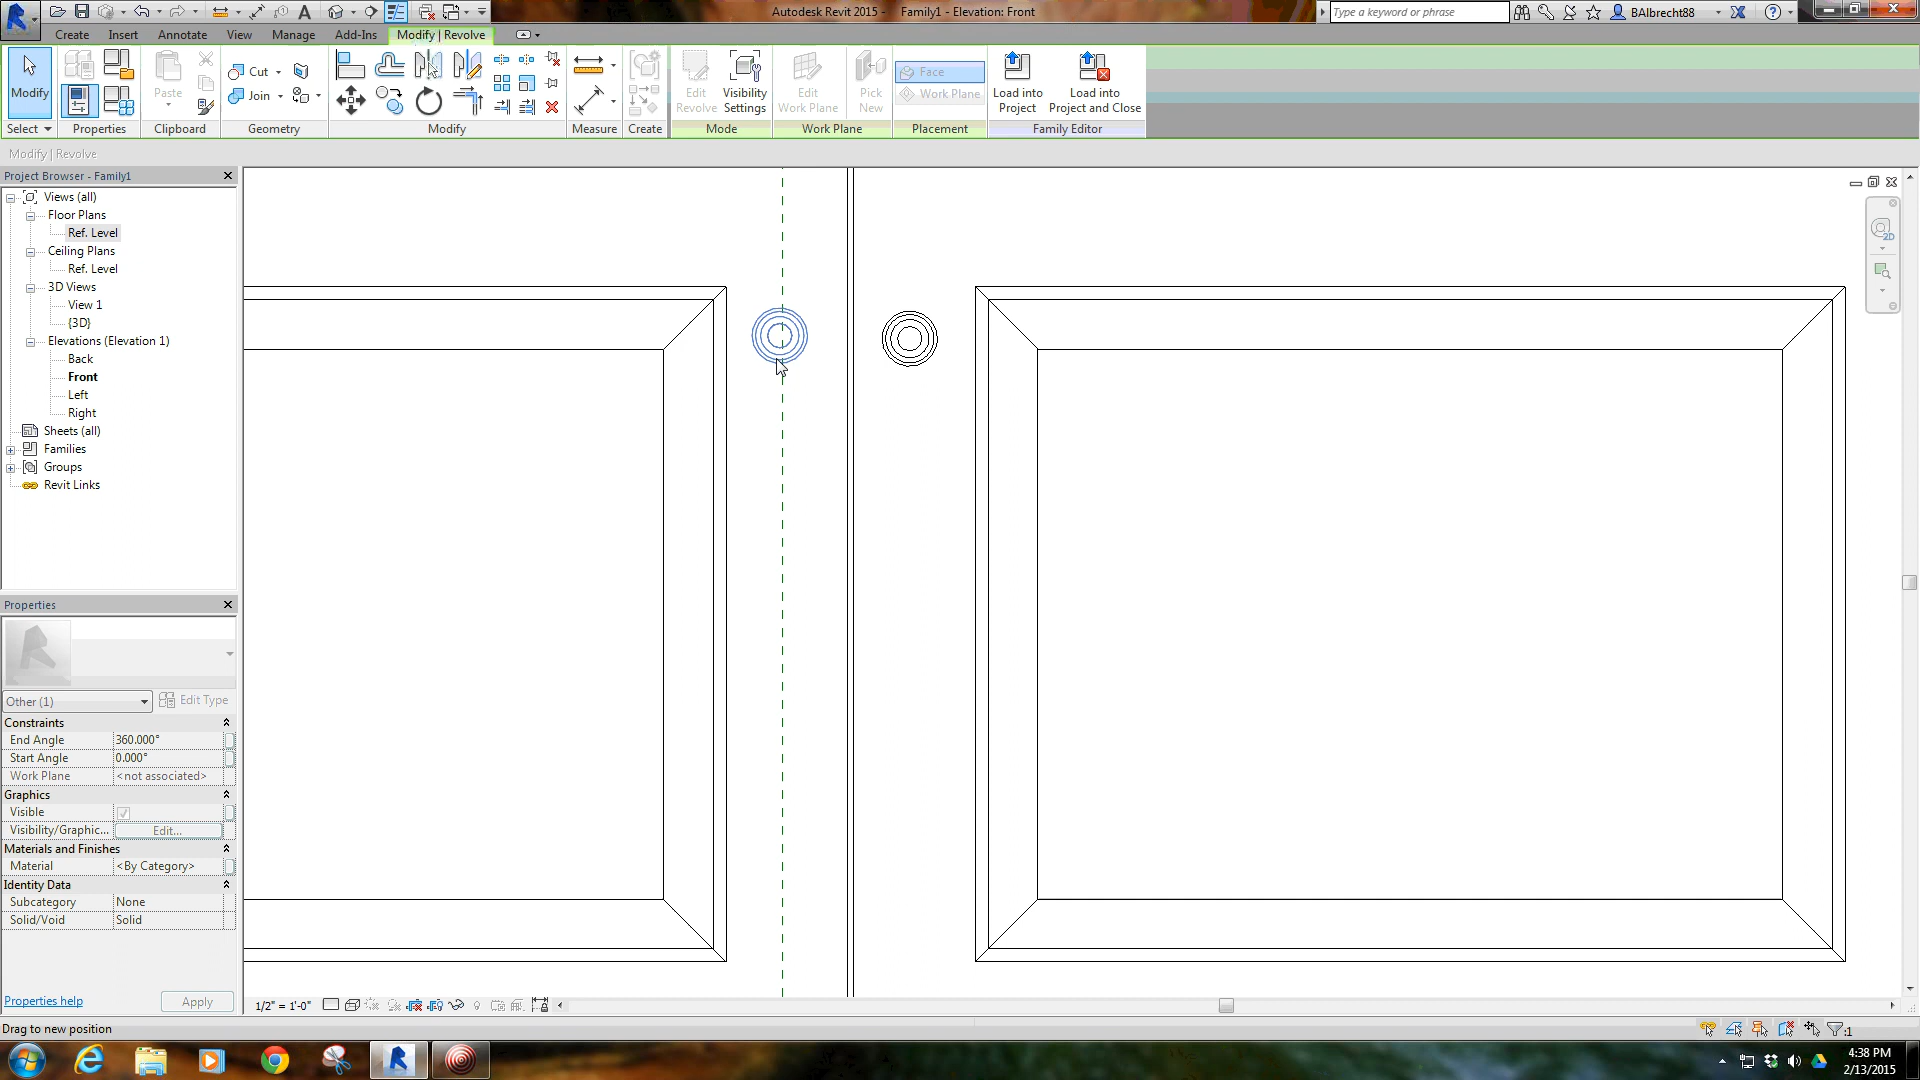 Autodesk Revit 2015 - Family1 - Elevation: Front
Type a keyword or phrase
BAlbrecht88
Create Insert Annotate View Manage Add-Ins Modify | Revolve
Modify
Paste
Cut
Join
Edit Revolve
Visibility Settings
Edit Work Plane
Pick New
Face
Work Plane
Load into Project
Load into Project and Close
Select Properties Clipboard Geometry Modify Measure Create Mode Work Plane Placement Family Editor
Modify | Revolve
Project Browser - Family1
Views (all)
Floor Plans
Ref. Level
Ceiling Plans
Ref. Level
3D Views
View 1
{3D}
Elevations (Elevation 1)
Back
Front
Left
Right
Sheets (all)
Families
Groups
Revit Links
2D
Properties
Other (1) Edit Type
Constraints
End Angle 360.000°
Start Angle 0.000°
Work Plane <not associated>
Graphics
Visible
Visibility/Graphic... Edit...
Materials and Finishes
Material <By Category>
Identity Data
Subcategory None
Solid/Void Solid
Properties help Apply
1/2" = 1'-0"
Drag to new position
:1
4:38 PM
2/13/2015